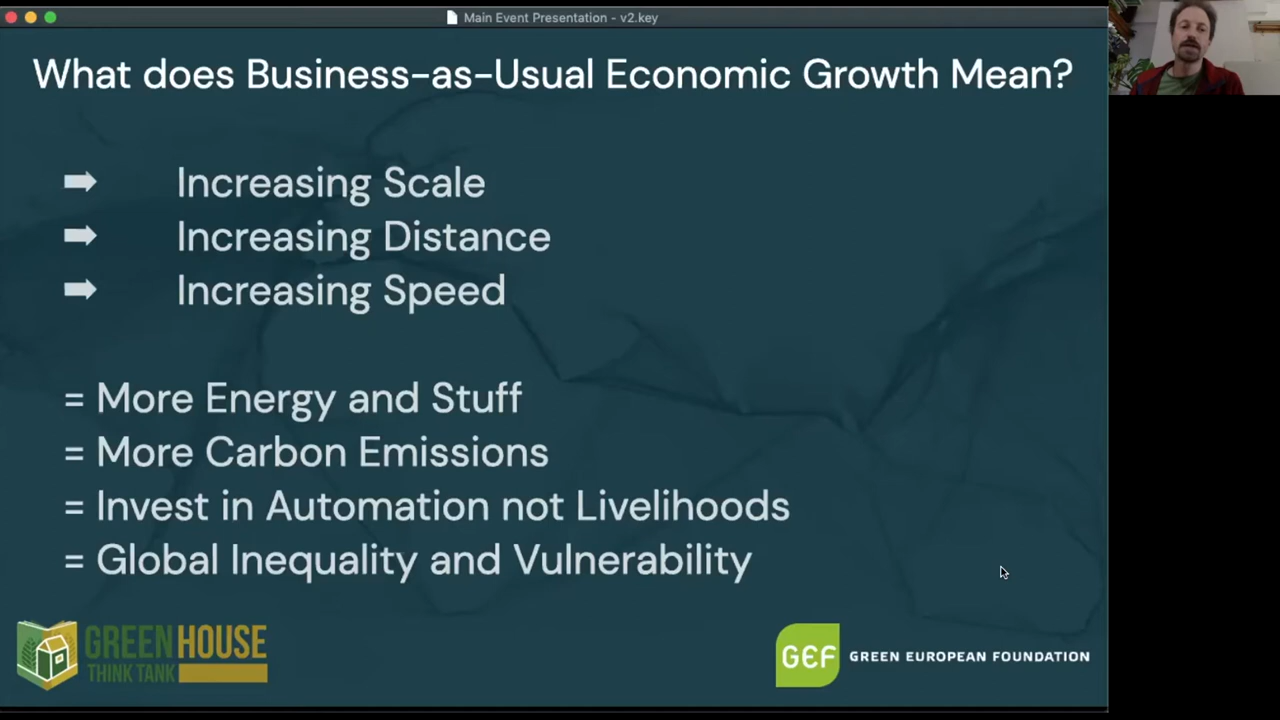 Main Event Presentation - v2.key
What does Business-as-Usual Economic Growth Mean?
➡ Increasing Scale
➡ Increasing Distance
➡ Increasing Speed
= More Energy and Stuff
= More Carbon Emissions
= Invest in Automation not Livelihoods
= Global Inequality and Vulnerability
GREEN HOUSE
THINK TANK
GEF GREEN EUROPEAN FOUNDATION